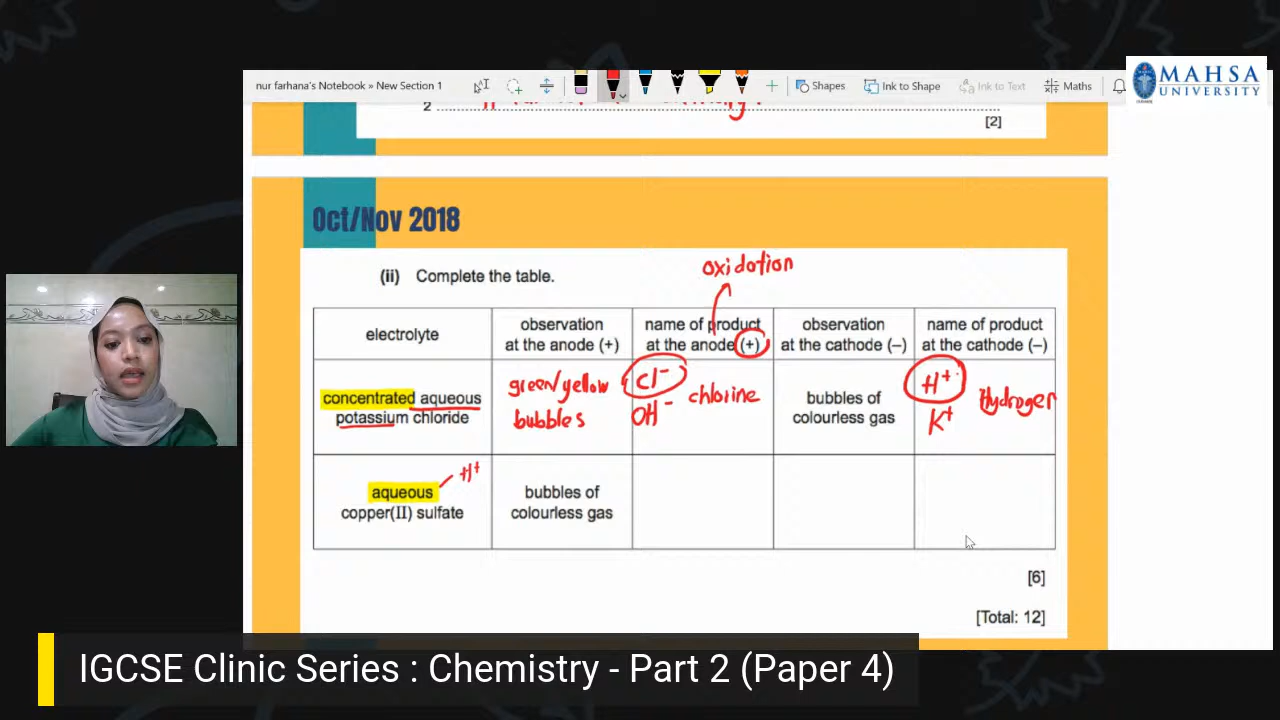 nur farhana's Notebook » New Section 1
Shapes
Ink to Shape
Ink to Text
Maths
MAHSA
UNIVERSITY
2
[2]
Oct/Nov 2018
(ii) Complete the table.
oxidation
electrolyte
observation
at the anode (+)
name of product
at the anode (+)
observation
at the cathode (–)
name of product
at the cathode (–)
concentrated aqueous
potassium chloride
green/yellow
bubbles
Cl⁻
OH⁻
chlorine
bubbles of
colourless gas
H⁺
K⁺
Hydrogen
H⁺
aqueous
copper(II) sulfate
bubbles of
colourless gas
[6]
[Total: 12]
IGCSE Clinic Series : Chemistry - Part 2 (Paper 4)